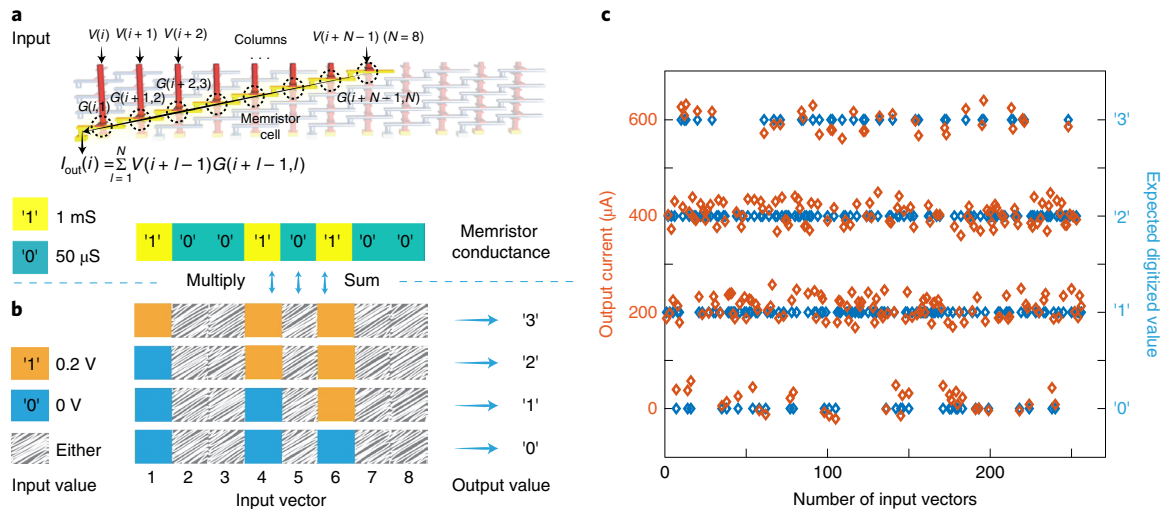 a
Input
V(i)
V(i+1)
V(i+2)
Columns
. . .
V(i+N−1) (N=8)
G(i,1)
G(i+1,2)
G(i+2,3)
Memristor
cell
G(i+N−1,N)
I_out(i) = Σ_{l=1}^{N} V(i+l−1)G(i+l−1,l)
'1' 1 mS
'0' 50 µS
'1' '0' '0' '1' '0' '1' '0' '0'
Memristor
conductance
Multiply
Sum
b
'1' 0.2 V
'0' 0 V
Either
Input value
'3'
'2'
'1'
'0'
1 2 3 4 5 6 7 8
Input vector
Output value
c
Output current (µA)
600
400
200
0
'3'
'2'
'1'
'0'
Expected digitized value
0 100 200
Number of input vectors